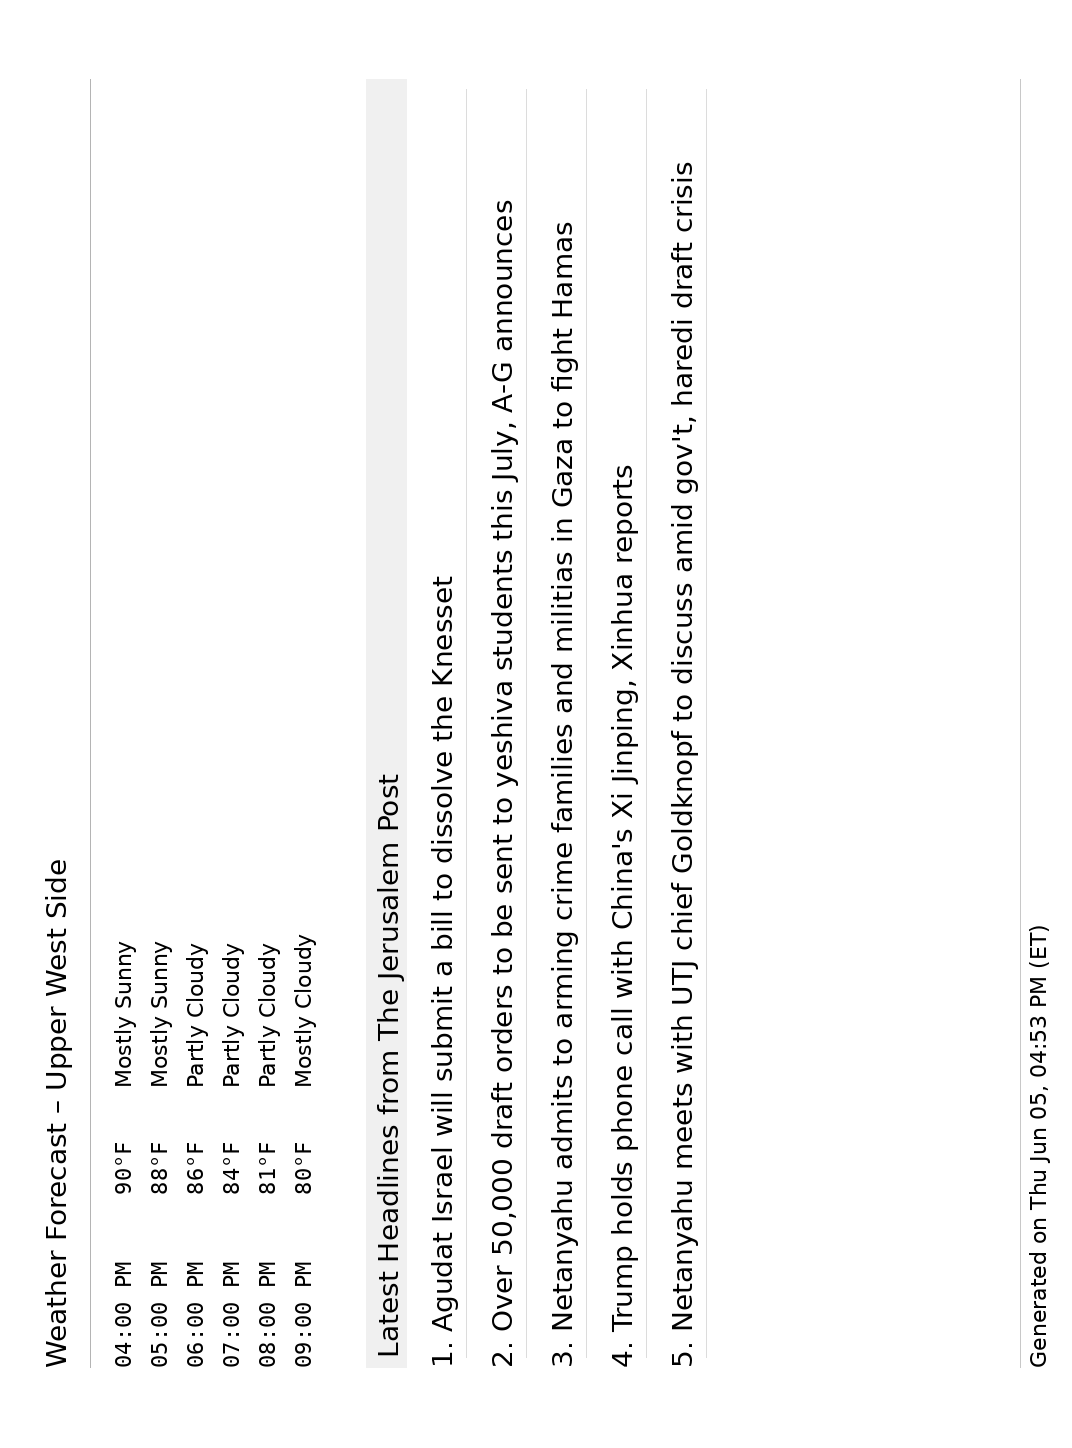 Weather Forecast – Upper West Side
04:00 PM 90°F Mostly Sunny
05:00 PM 88°F Mostly Sunny
06:00 PM 86°F Partly Cloudy
07:00 PM 84°F Partly Cloudy
08:00 PM 81°F Partly Cloudy
09:00 PM 80°F Mostly Cloudy
Latest Headlines from The Jerusalem Post
1. Agudat Israel will submit a bill to dissolve the Knesset
2. Over 50,000 draft orders to be sent to yeshiva students this July, A-G announces
3. Netanyahu admits to arming crime families and militias in Gaza to fight Hamas
4. Trump holds phone call with China's Xi Jinping, Xinhua reports
5. Netanyahu meets with UTJ chief Goldknopf to discuss amid gov't, haredi draft crisis
Generated on Thu Jun 05, 04:53 PM (ET)